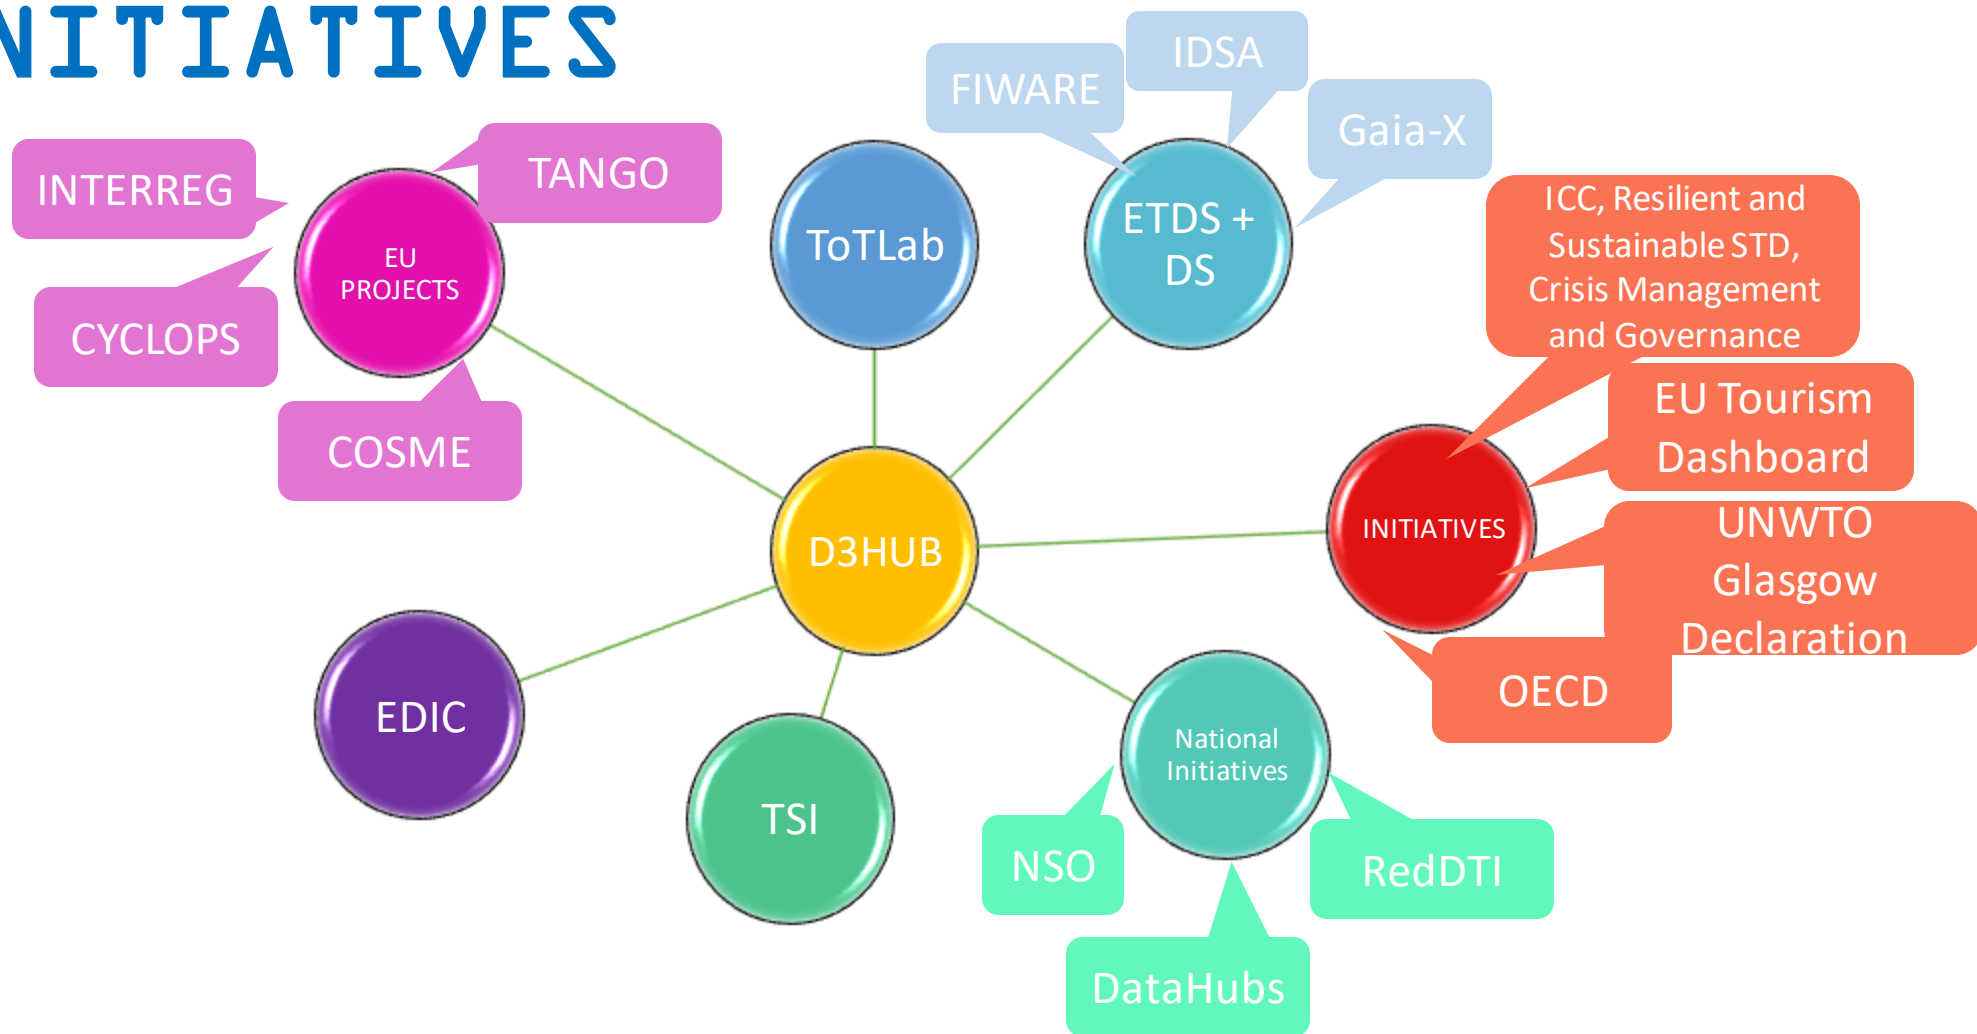 NITIATIVES
IDSA
FIWARE
Gaia-X
TANGO
INTERREG
EU
PROJECTS
CYCLOPS
COSME
ToTLab
ETDS +
DS
ICC, Resilient and
Sustainable STD,
Crisis Management
and Governance
EU Tourism
Dashboard
INITIATIVES
UNWTO
Glasgow
Declaration
OECD
D3HUB
EDIC
TSI
National
Initiatives
NSO
RedDTI
DataHubs